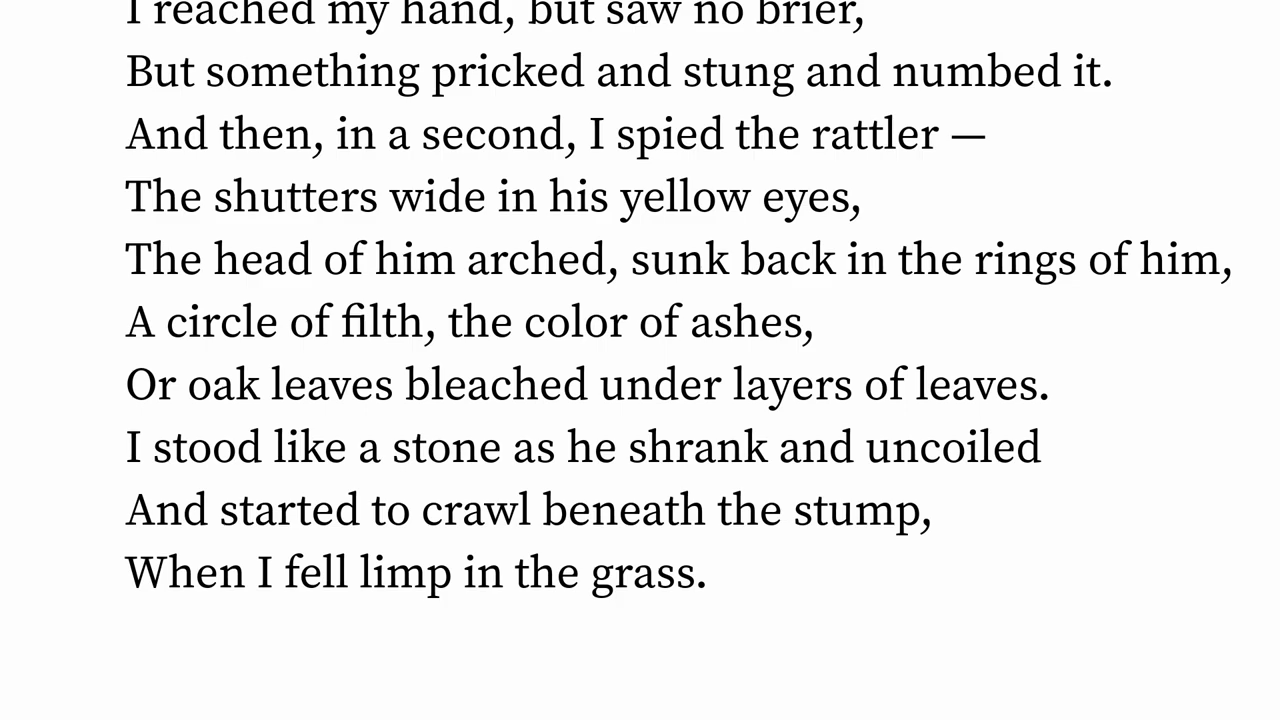 I reached my hand, but saw no brier,
But something pricked and stung and numbed it.
And then, in a second, I spied the rattler —
The shutters wide in his yellow eyes,
The head of him arched, sunk back in the rings of him,
A circle of filth, the color of ashes,
Or oak leaves bleached under layers of leaves.
I stood like a stone as he shrank and uncoiled
And started to crawl beneath the stump,
When I fell limp in the grass.